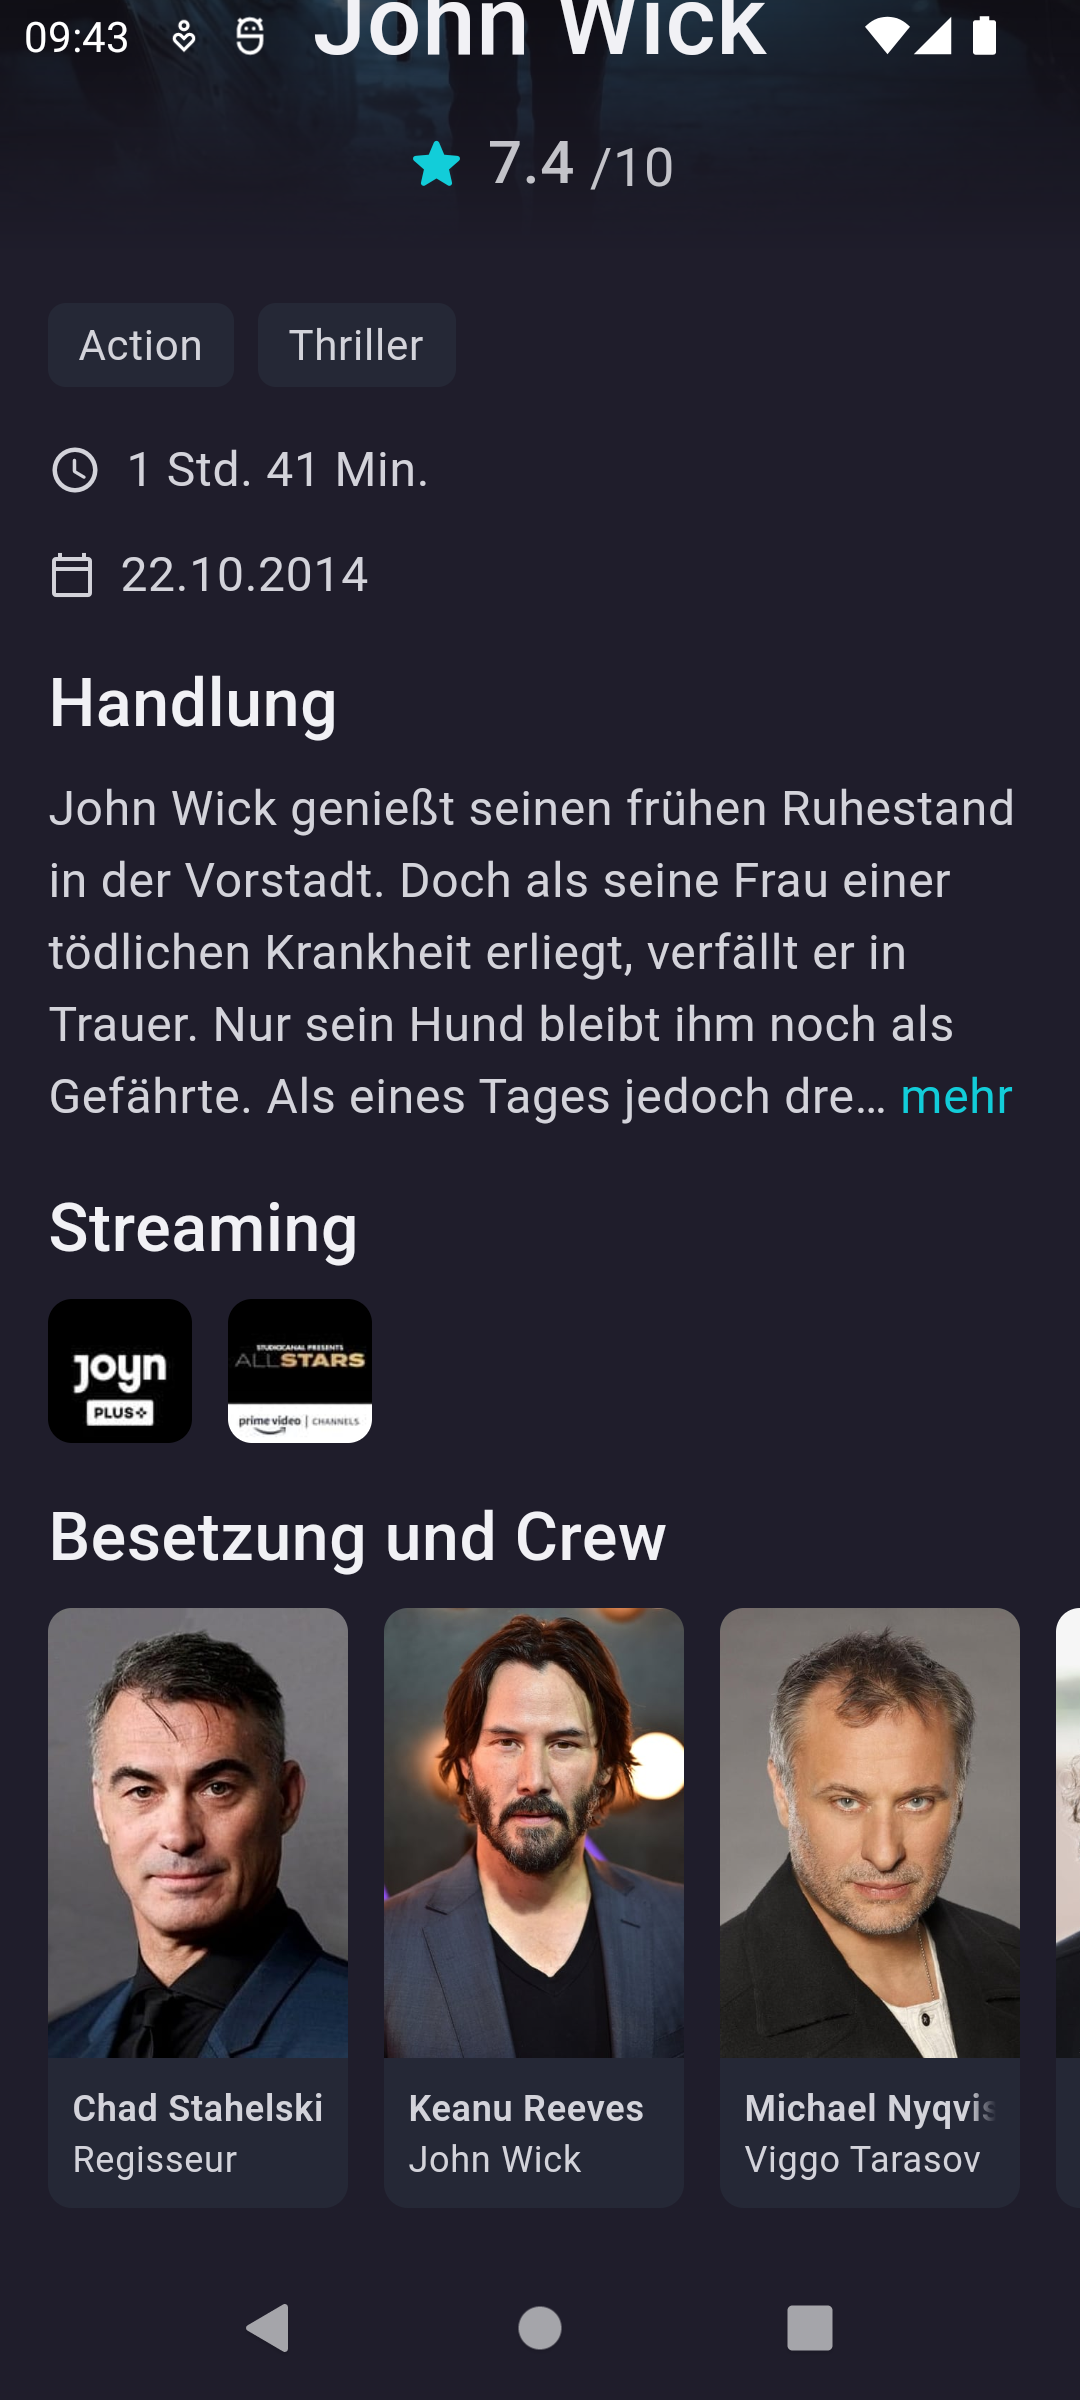 09:43
John Wick
7.4 /10
Action Thriller
1 Std. 41 Min.
22.10.2014
Handlung
John Wick genießt seinen frühen Ruhestand
in der Vorstadt. Doch als seine Frau einer
tödlichen Krankheit erliegt, verfällt er in
Trauer. Nur sein Hund bleibt ihm noch als
Gefährte. Als eines Tages jedoch dre… mehr
Streaming
joyn
PLUS+
STUDIOCANAL PRESENTS
ALLSTARS
prime video | CHANNELS
Besetzung und Crew
Chad Stahelski
Regisseur
Keanu Reeves
John Wick
Michael Nyqvis
Viggo Tarasov